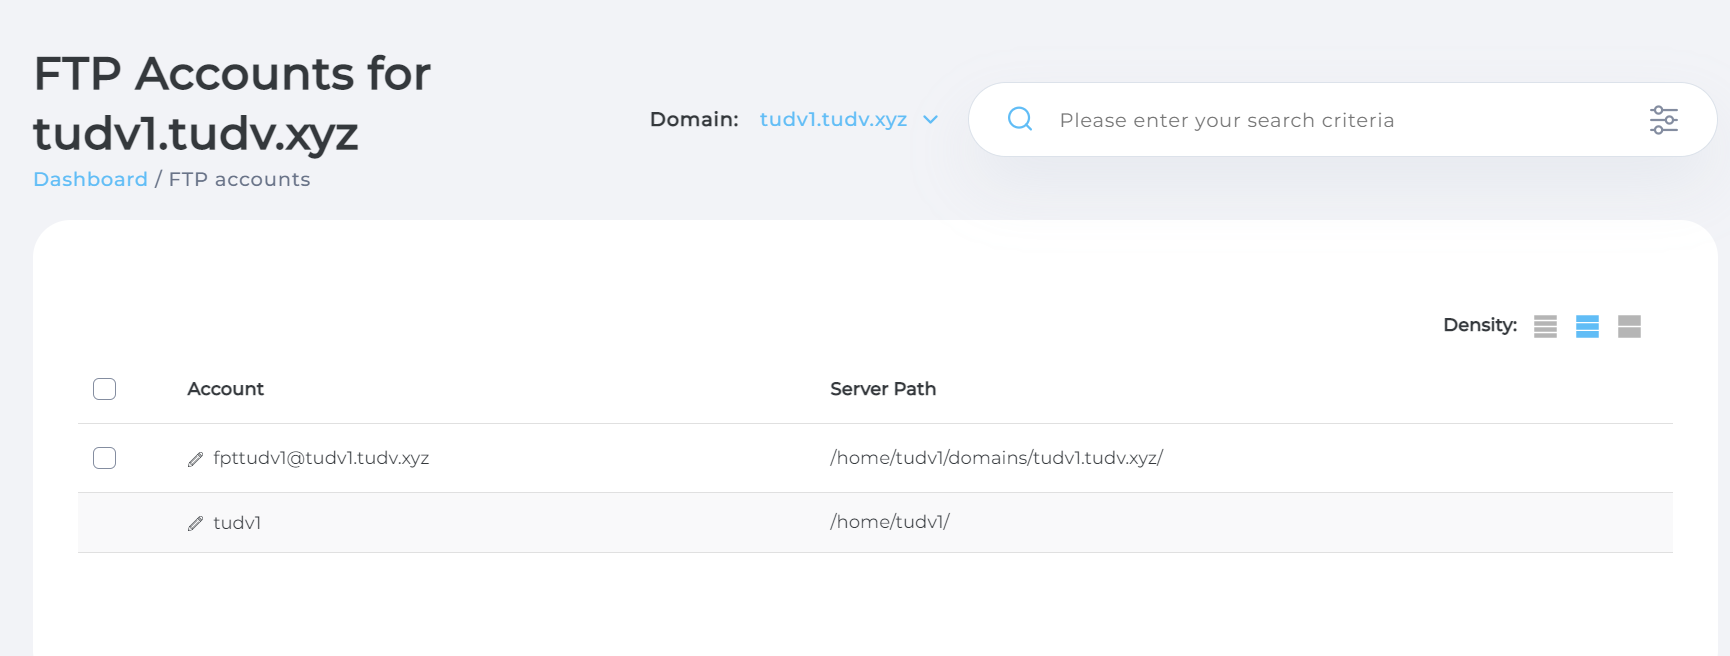 FTP Accounts for
tudv1.tudv.xyz
Dashboard / FTP accounts
Domain: tudv1.tudv.xyz
Please enter your search criteria
Density:
Account Server Path
fpttudv1@tudv1.tudv.xyz /home/tudv1/domains/tudv1.tudv.xyz/
tudv1 /home/tudv1/